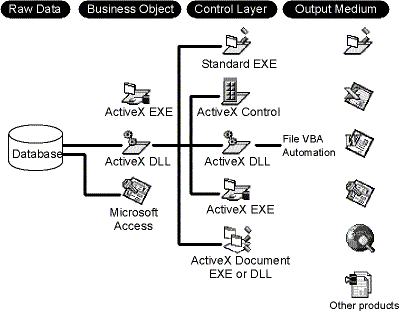 Raw Data
Business Object
Control Layer
Output Medium
Standard EXE
ActiveX EXE
ActiveX Control
Database
ActiveX DLL
ActiveX DLL
File VBA
Automation
Microsoft
Access
ActiveX EXE
ActiveX Document
EXE or DLL
Other products